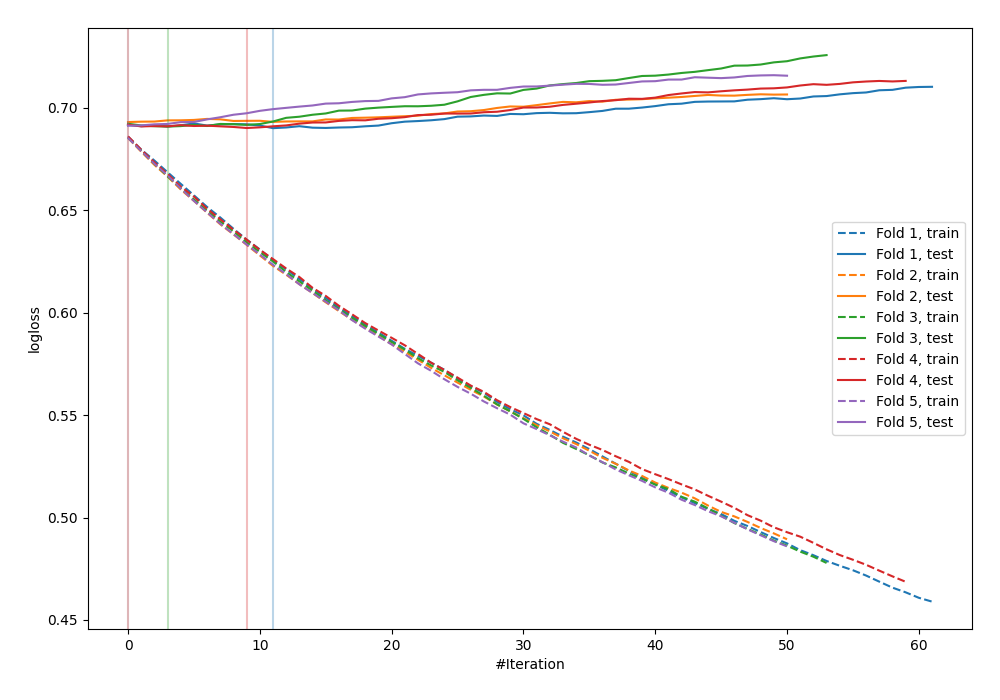 0.70
0.65
0.60
0.55
0.50
0.45
logloss
0
10
20
30
40
50
60
#Iteration
Fold 1, train
Fold 1, test
Fold 2, train
Fold 2, test
Fold 3, train
Fold 3, test
Fold 4, train
Fold 4, test
Fold 5, train
Fold 5, test